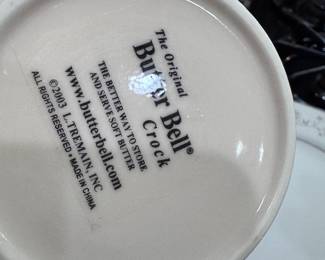 The Original
Butter Bell®
Crock
THE BETTER WAY TO STORE
AND SERVE SOFT BUTTER
www.butterbell.com
©2003 L. TREMAIN, INC
ALL RIGHTS RESERVED • MADE IN CHINA